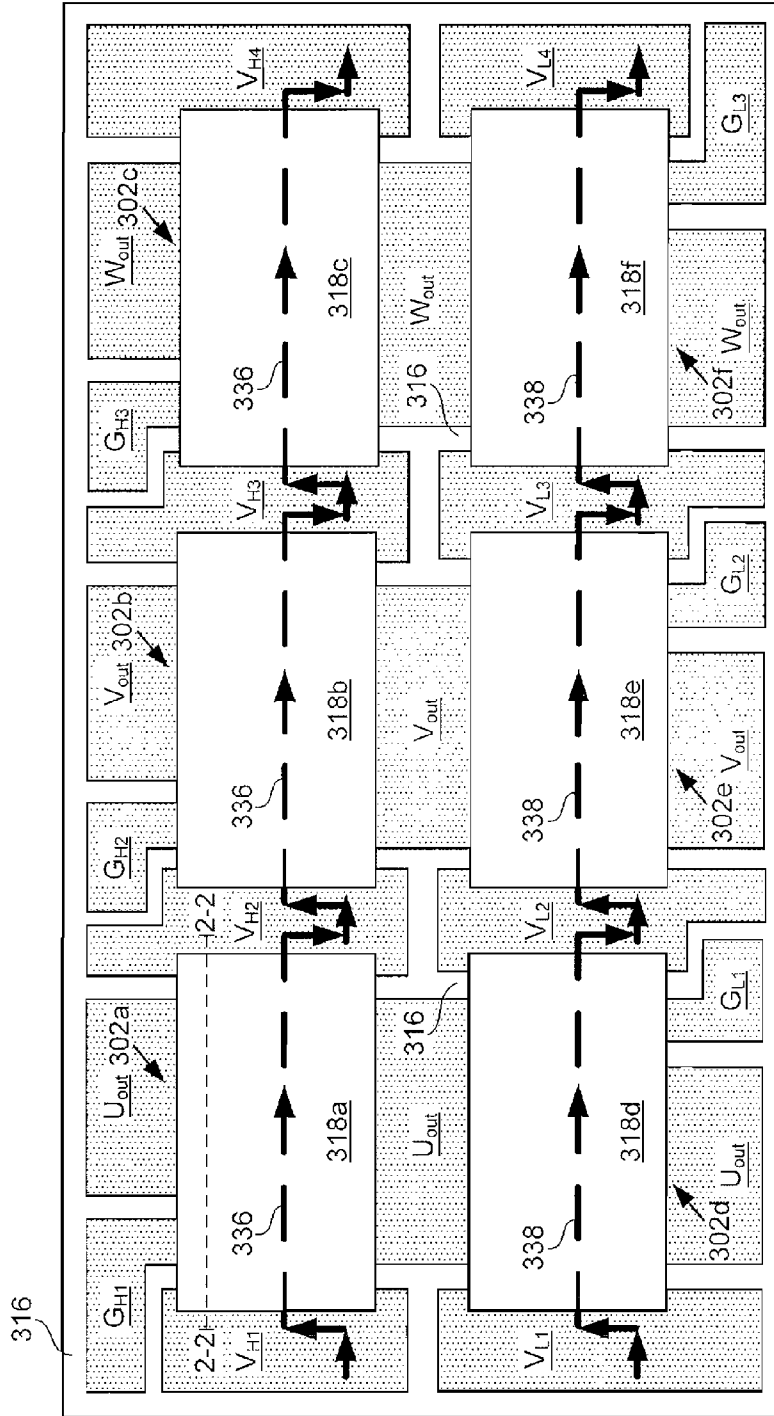 316
G_H1
U_out
302a
G_H2
V_out
302b
G_H3
W_out
302c
2-2
2-2
V_H1
336
318a
V_H2
336
318b
V_H3
336
318c
V_H4
U_out
316
V_out
W_out
316
V_L1
338
318d
V_L2
338
318e
V_L3
338
318f
V_L4
302d
U_out
G_L1
302e
V_out
G_L2
302f
W_out
G_L3